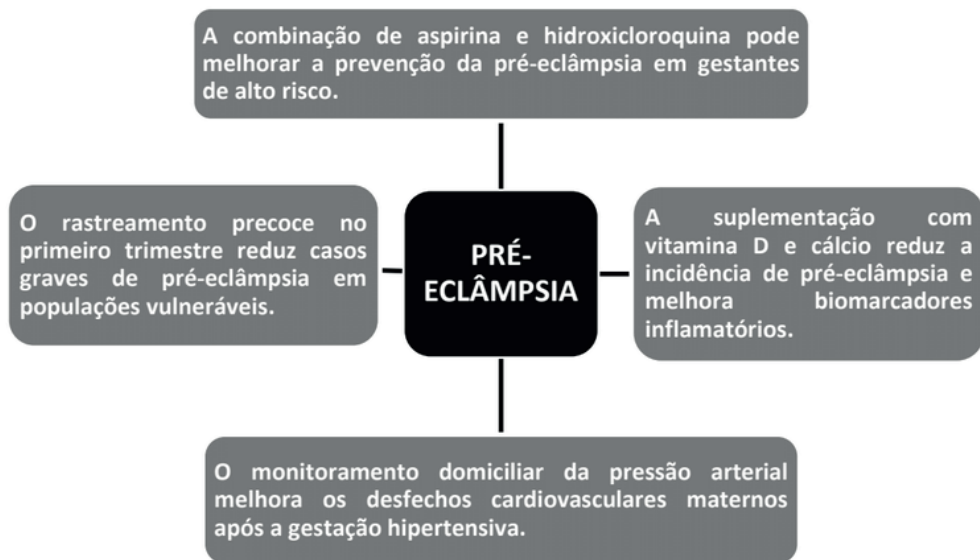 A combinação de aspirina e hidroxicloroquina pode
melhorar a prevenção da pré-eclâmpsia em gestantes
de alto risco.
O rastreamento precoce no
primeiro trimestre reduz casos
graves de pré-eclâmpsia em
populações vulneráveis.
PRÉ-
ECLÂMPSIA
A suplementação com
vitamina D e cálcio reduz a
incidência de pré-eclâmpsia e
melhora biomarcadores
inflamatórios.
O monitoramento domiciliar da pressão arterial
melhora os desfechos cardiovasculares maternos
após a gestação hipertensiva.